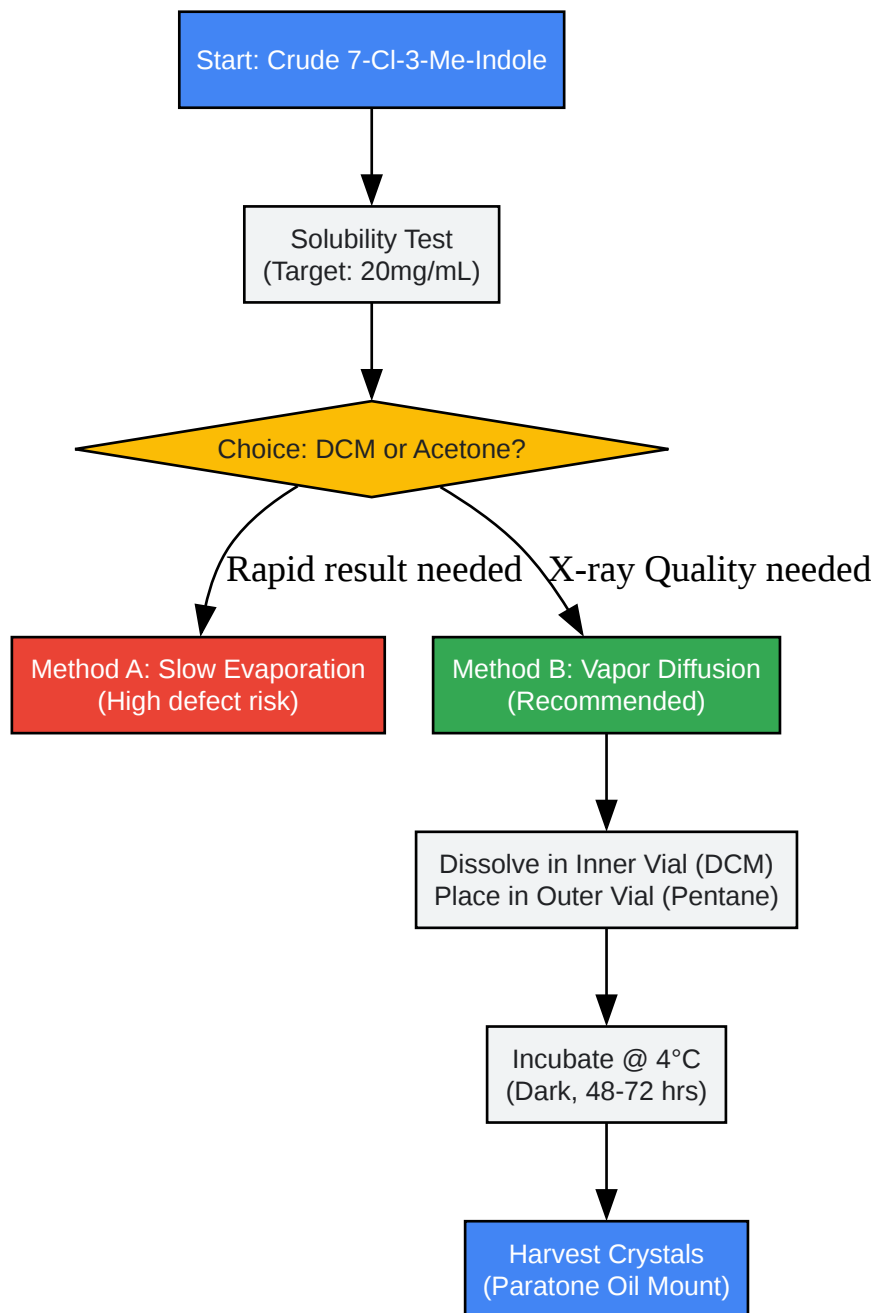 Start: Crude 7-Cl-3-Me-Indole
Solubility Test
(Target: 20mg/mL)
Choice: DCM or Acetone?
Rapid result needed
X-ray Quality needed
Method A: Slow Evaporation
(High defect risk)
Method B: Vapor Diffusion
(Recommended)
Dissolve in Inner Vial (DCM)
Place in Outer Vial (Pentane)
Incubate @ 4°C
(Dark, 48-72 hrs)
Harvest Crystals
(Paratone Oil Mount)